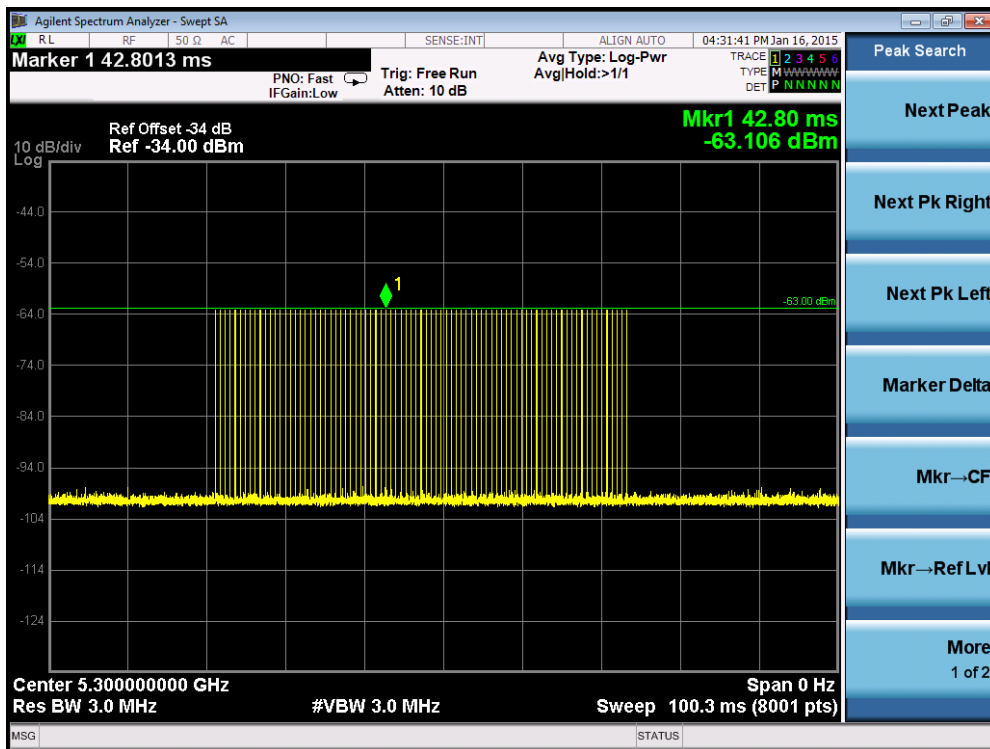 Agilent Spectrum Analyzer - Swept SA
LXI RL RF 50 Ω AC SENSE:INT ALIGN AUTO 04:31:41 PM Jan 16, 2015
Marker 1 42.8013 ms
PNO: Fast
IFGain:Low
Trig: Free Run
Atten: 10 dB
Avg Type: Log-Pwr
Avg|Hold:>1/1
TRACE 1 2 3 4 5 6
TYPE M WWWWW
DET P N N N N N
Mkr1 42.80 ms
-63.106 dBm
Ref Offset -34 dB
10 dB/div Ref -34.00 dBm
Log
-44.0
-54.0
1
-63.00 dBm
-64.0
-74.0
-84.0
-94.0
-104
-114
-124
Center 5.300000000 GHz Span 0 Hz
Res BW 3.0 MHz #VBW 3.0 MHz Sweep 100.3 ms (8001 pts)
MSG STATUS
Peak Search
Next Peak
Next Pk Right
Next Pk Left
Marker Delta
Mkr→CF
Mkr→Ref Lvl
More
1 of 2